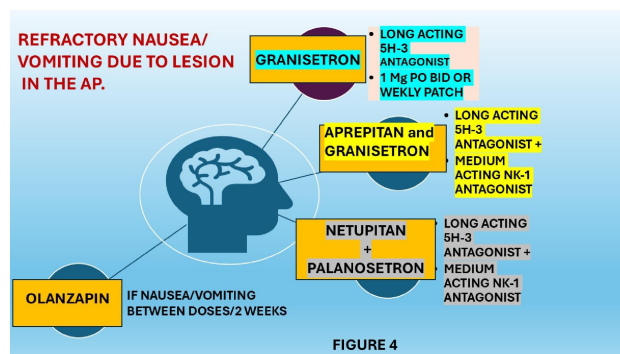 REFRACTORY NAUSEA/
VOMITING DUE TO LESION
IN THE AP.
GRANISETRON
• LONG ACTING
5H-3
ANTAGONIST
• 1 Mg PO BID OR
WEKLY PATCH
APREPITAN and
GRANISETRON
• LONG ACTING
5H-3
ANTAGONIST +
• MEDIUM
ACTING NK-1
ANTAGONIST
NETUPITAN
+
PALANOSETRON
• LONG ACTING
5H-3
ANTAGONIST +
• MEDIUM
ACTING NK-1
ANTAGONIST
OLANZAPIN
IF NAUSEA/VOMITING
BETWEEN DOSES/2 WEEKS
FIGURE 4